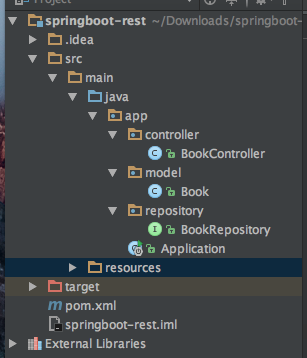 Project
springboot-rest ~/Downloads/springboot-
.idea
src
main
java
app
controller
BookController
model
Book
repository
BookRepository
Application
resources
target
pom.xml
springboot-rest.iml
External Libraries